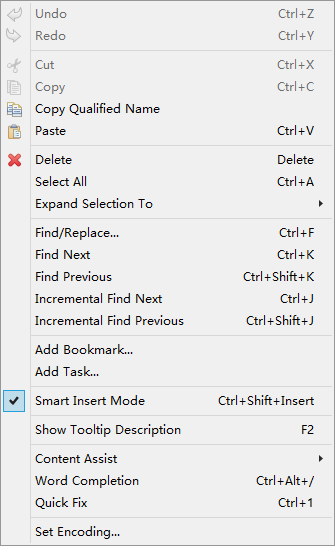 Undo Ctrl+Z
Redo Ctrl+Y
Cut Ctrl+X
Copy Ctrl+C
Copy Qualified Name
Paste Ctrl+V
Delete Delete
Select All Ctrl+A
Expand Selection To
Find/Replace... Ctrl+F
Find Next Ctrl+K
Find Previous Ctrl+Shift+K
Incremental Find Next Ctrl+J
Incremental Find Previous Ctrl+Shift+J
Add Bookmark...
Add Task...
Smart Insert Mode Ctrl+Shift+Insert
Show Tooltip Description F2
Content Assist
Word Completion Ctrl+Alt+/
Quick Fix Ctrl+1
Set Encoding...